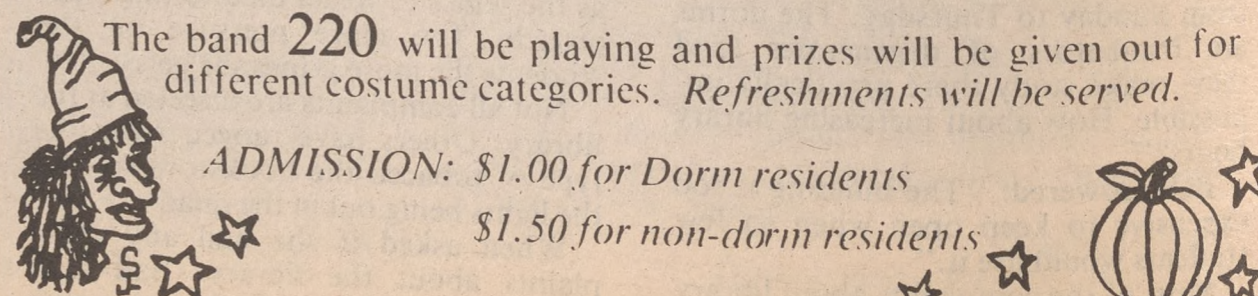 The band 220 will be playing and prizes will be given out for
different costume categories. Refreshments will be served.
ADMISSION: $1.00 for Dorm residents
$1.50 for non-dorm residents